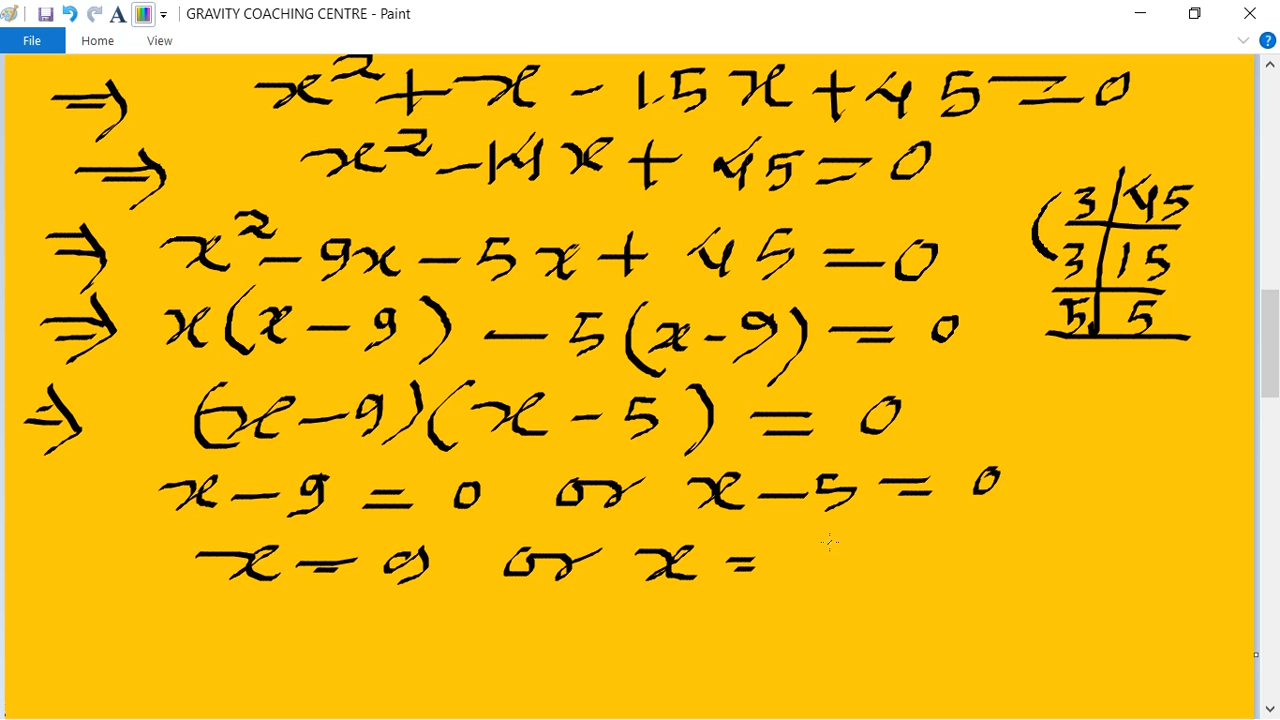 GRAVITY COACHING CENTRE - Paint
File Home View
⇒ x² + x - 15x + 45 = 0
⇒ x² - 14x + 45 = 0
⇒ x² - 9x - 5x + 45 = 0
3 | 45
3 | 15
5 | 5
⇒ x(x - 9) - 5(x - 9) = 0
⇒ (x - 9)(x - 5) = 0
x - 9 = 0 or x - 5 = 0
x = 9 or x =